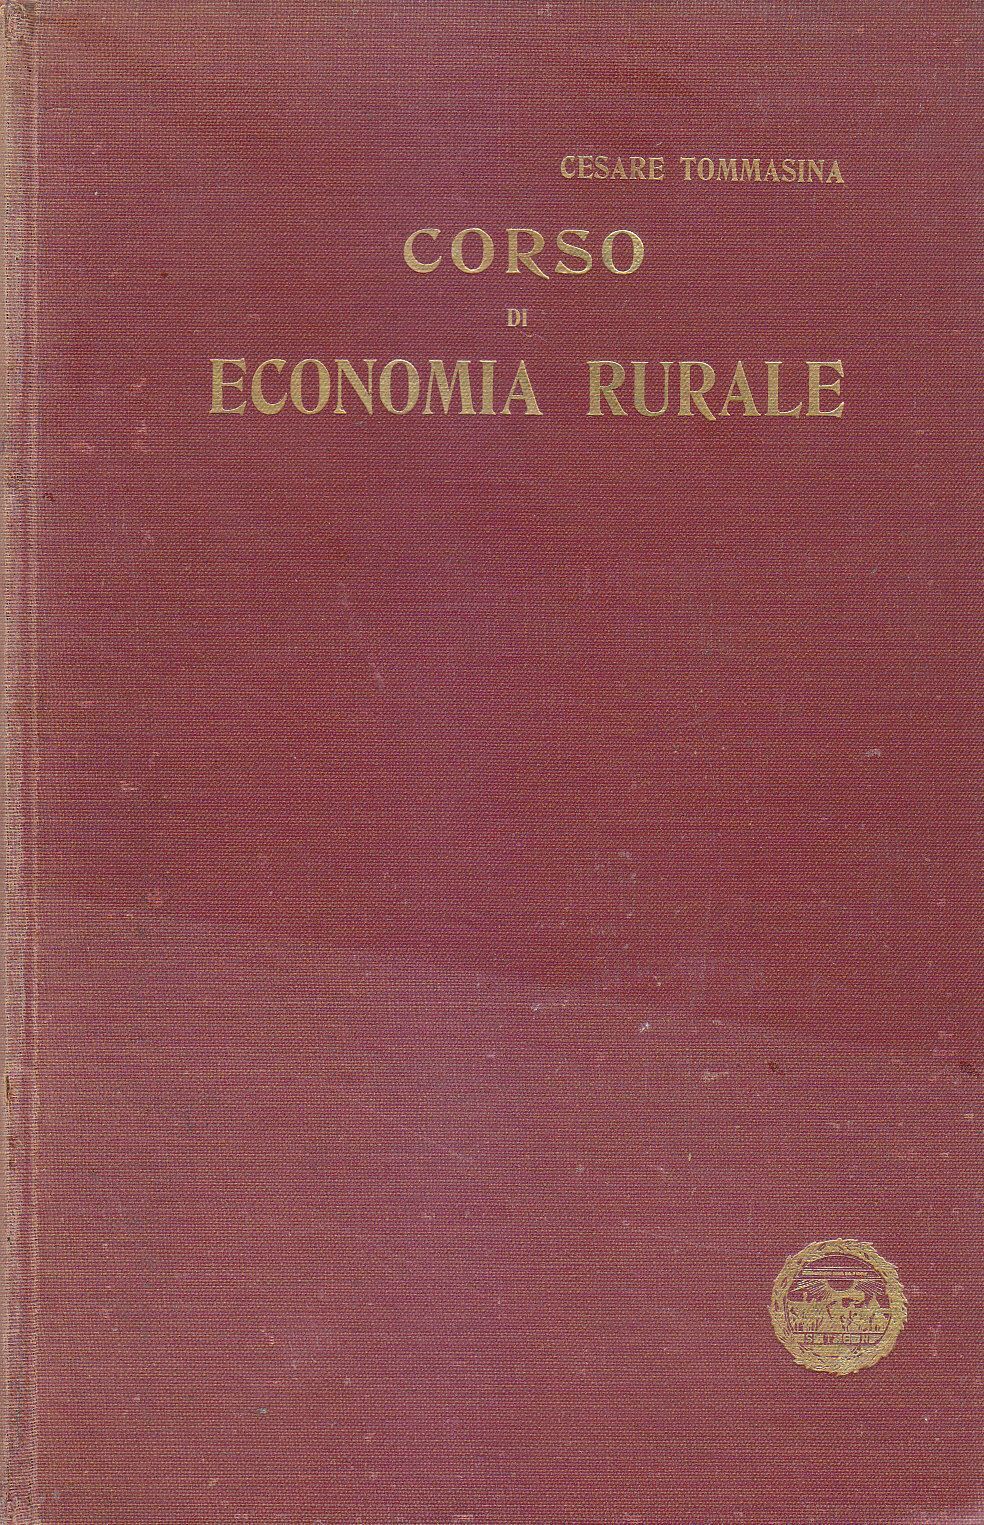 CESARE TOMMASINA
CORSO
DI
ECONOMIA RURALE
S T E N